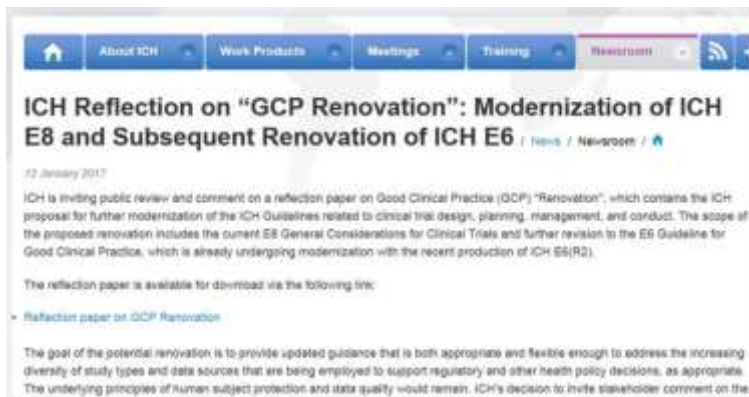 About ICH Work Products Meetings Training Newsroom
ICH Reflection on “GCP Renovation”: Modernization of ICH
E8 and Subsequent Renovation of ICH E6 / News / Newsroom /
12 January 2017
ICH is inviting public review and comment on a reflection paper on Good Clinical Practice (GCP) “Renovation”, which contains the ICH
proposal for further modernization of the ICH Guidelines related to clinical trial design, planning, management, and conduct. The scope of
the proposed renovation includes the current E8 General Considerations for Clinical Trials and further revision to the E6 Guideline for
Good Clinical Practice, which is already undergoing modernization with the recent production of ICH E6(R2).
The reflection paper is available for download via the following link:
Reflection paper on GCP Renovation
The goal of the potential renovation is to provide updated guidance that is both appropriate and flexible enough to address the increasing
diversity of study types and data sources that are being employed to support regulatory and other health policy decisions, as appropriate.
The underlying principles of human subject protection and data quality would remain. ICH's decision to invite stakeholder comment on the